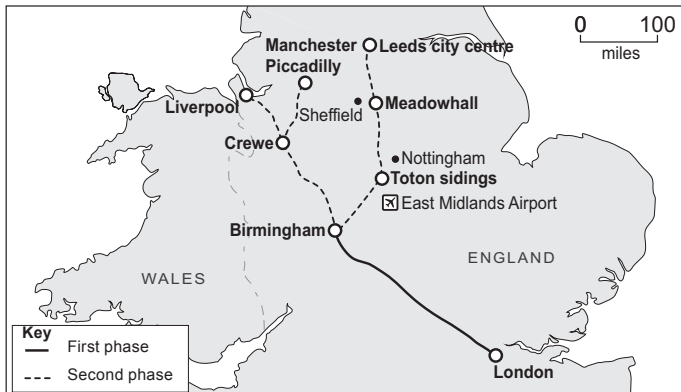 Manchester
Piccadilly
Leeds city centre
0 100
miles
Liverpool
Sheffield
Meadowhall
Crewe
Nottingham
Toton sidings
East Midlands Airport
Birmingham
ENGLAND
WALES
Key
First phase
Second phase
London